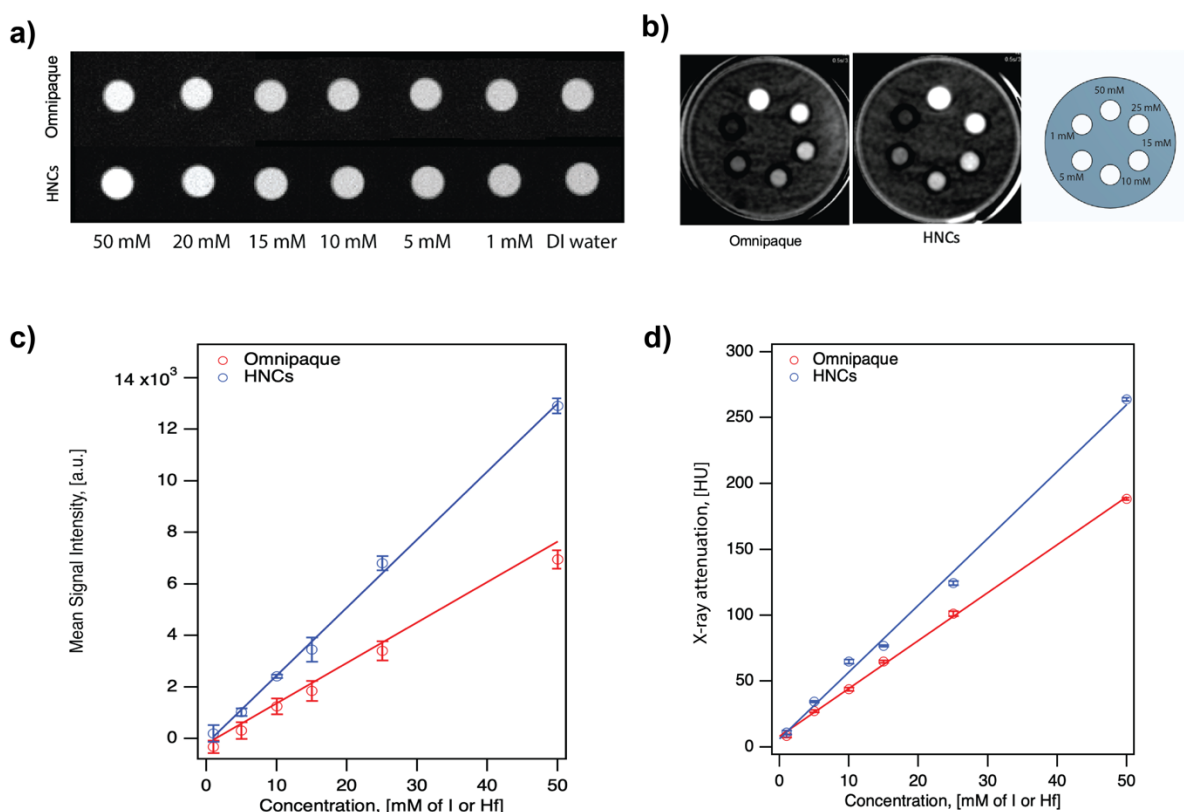 a)
Omnipaque
HNCs
50 mM 20 mM 15 mM 10 mM 5 mM 1 mM DI water
b)
Omnipaque
HNCs
50 mM
25 mM
15 mM
10 mM
5 mM
1 mM
c)
Omnipaque
HNCs
14 x10³
12
10
8
6
4
2
0
Mean Signal Intensity, [a.u.]
0 10 20 30 40 50
Concentration, [mM of I or Hf]
d)
Omnipaque
HNCs
300
250
200
150
100
50
0
X-ray attenuation, [HU]
0 10 20 30 40 50
Concentration, [mM of I or Hf]